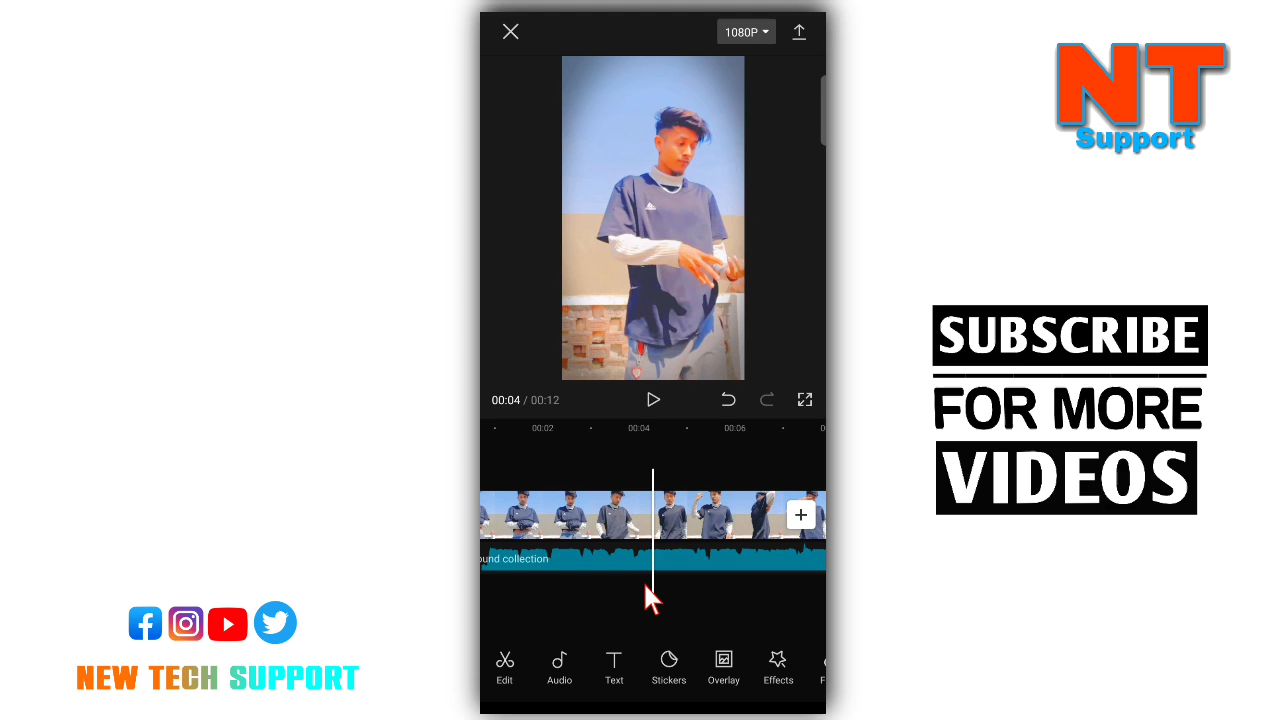 1080P
NT
Support
00:04 / 00:12
00:02
00:04
00:06
ound collection
Edit
Audio
Text
Stickers
Overlay
Effects
F
SUBSCRIBE
FOR MORE
VIDEOS
NEW TECH SUPPORT